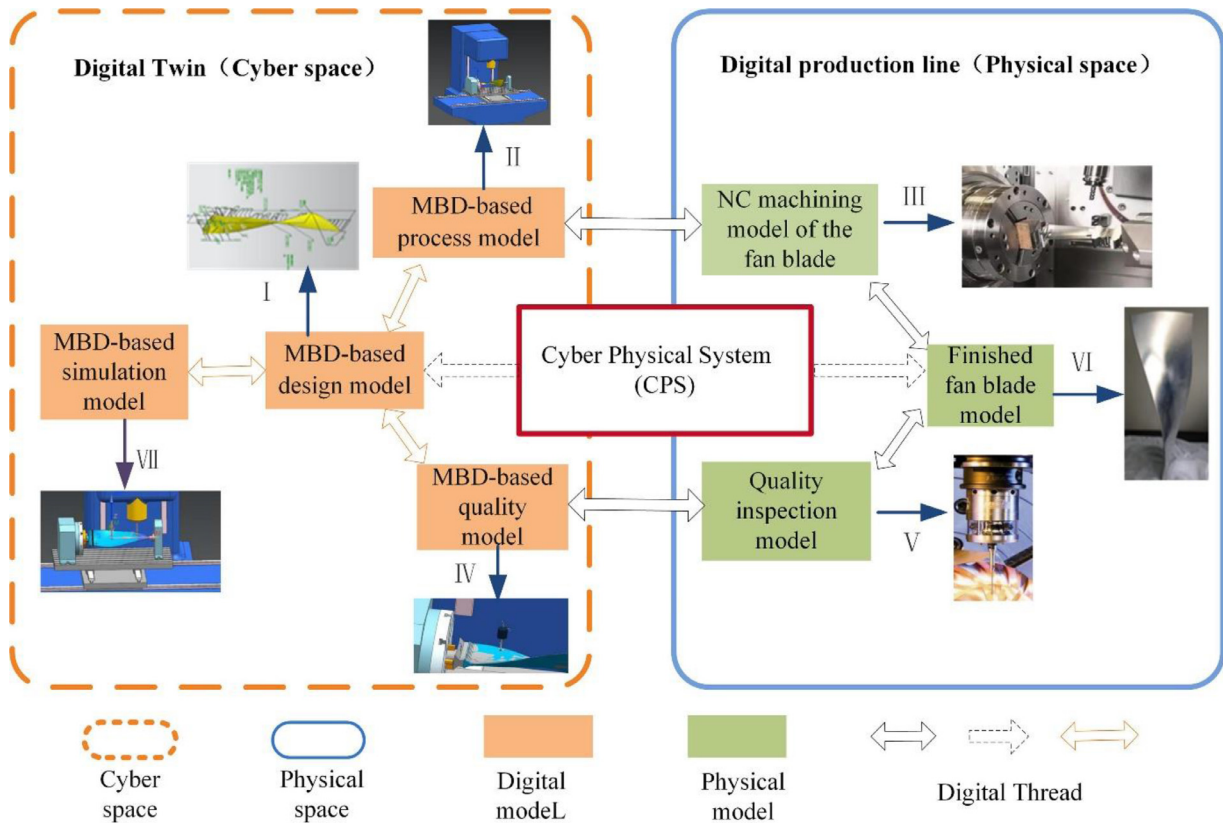 Digital Twin（Cyber space）
Digital production line（Physical space）
II
MBD-based
process model
NC machining
model of the
fan blade
III
I
MBD-based
simulation
model
MBD-based
design model
Cyber Physical System
(CPS)
Finished
fan blade
model
VI
VII
MBD-based
quality
model
Quality
inspection
model
V
IV
Cyber
space
Physical
space
Digital
modeL
Physical
model
Digital Thread